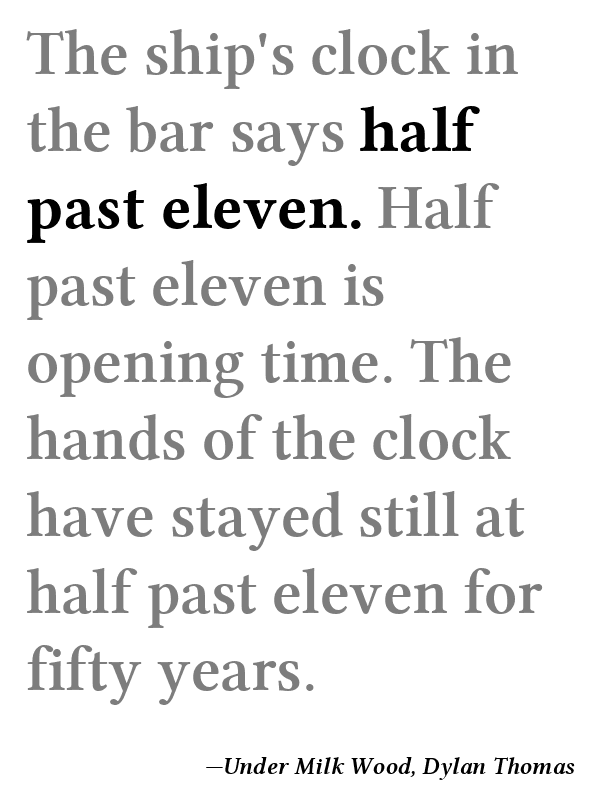 The ship's clock in
the bar says half
past eleven. Half
past eleven is
opening time. The
hands of the clock
have stayed still at
half past eleven for
fifty years.
—Under Milk Wood, Dylan Thomas